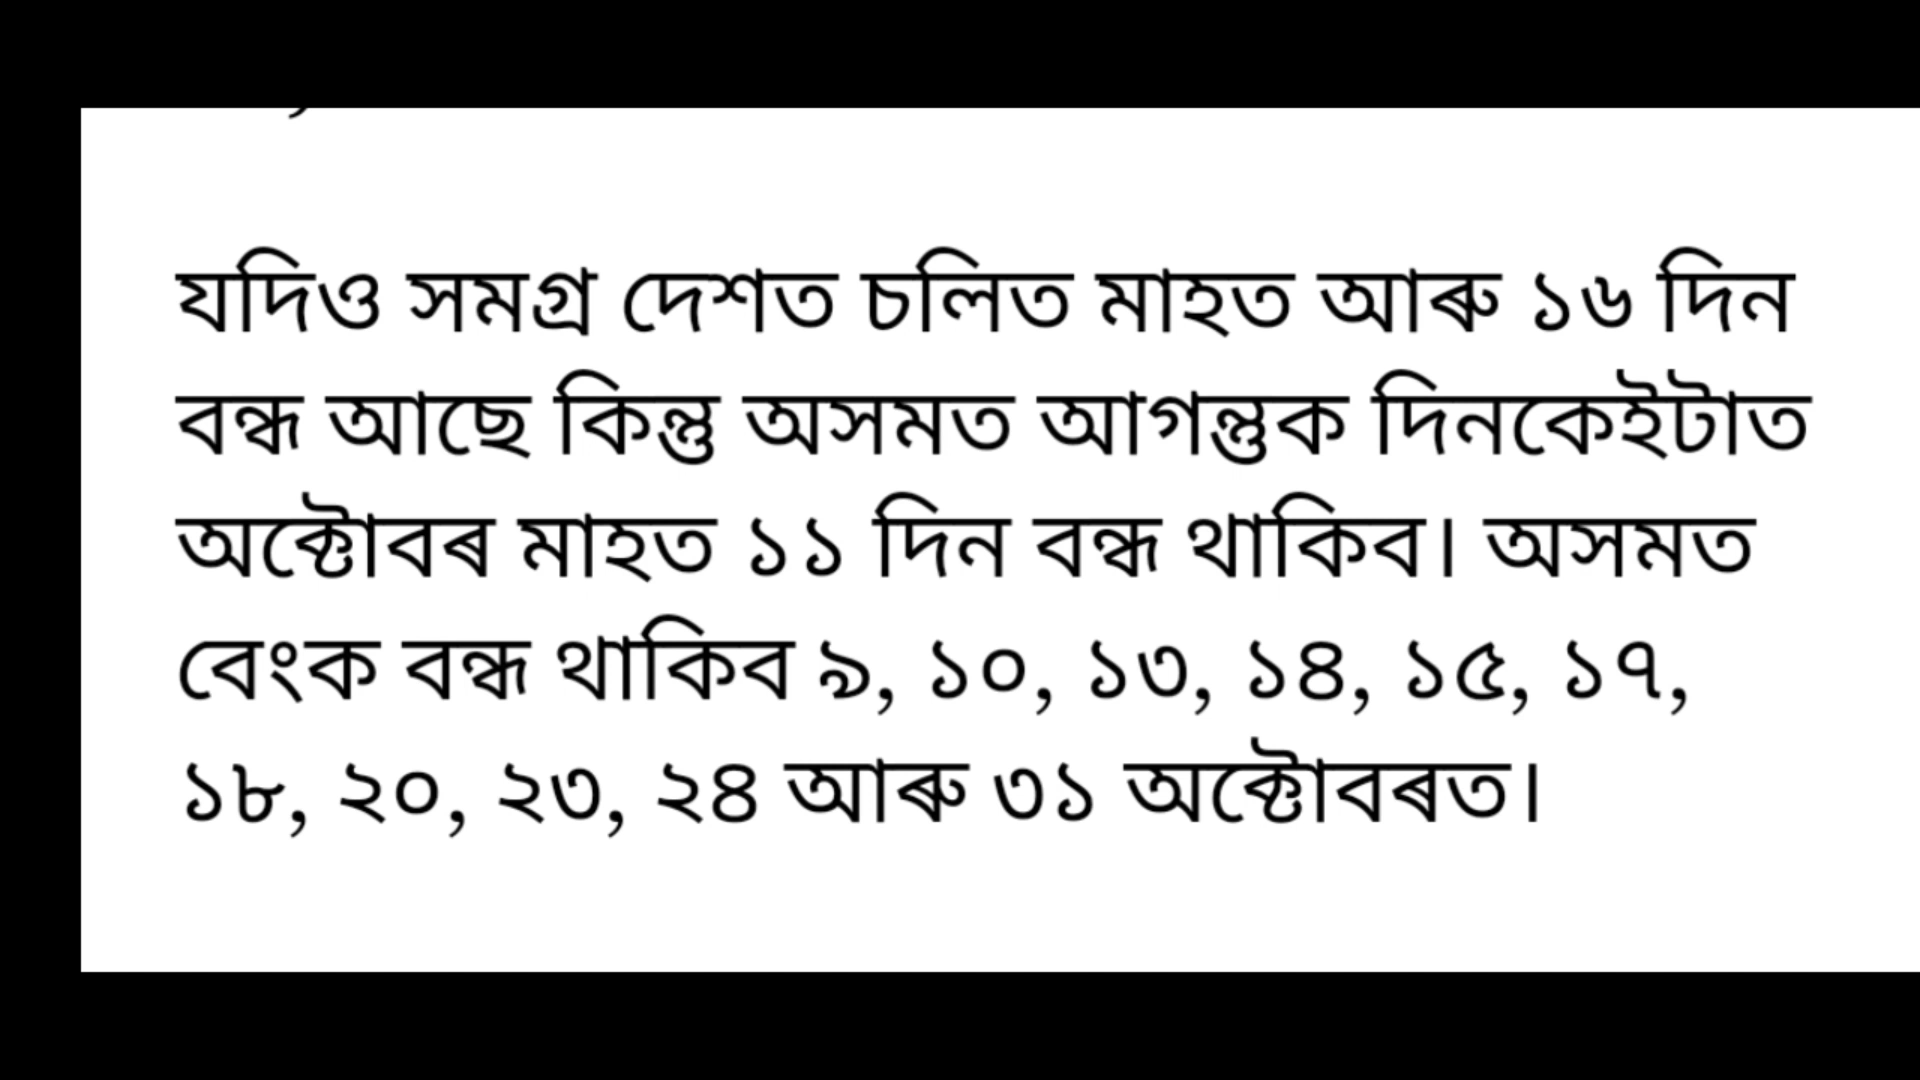 যদিও সমগ্ৰ দেশত চলিত মাহত আৰু ১৬ দিন
বন্ধ আছে কিন্তু অসমত আগন্তুক দিনকেইটাত
অক্টোবৰ মাহত ১১ দিন বন্ধ থাকিব। অসমত
বেংক বন্ধ থাকিব ৯, ১০, ১৩, ১৪, ১৫, ১৭,
১৮, ২০, ২৩, ২৪ আৰু ৩১ অক্টোবৰত।